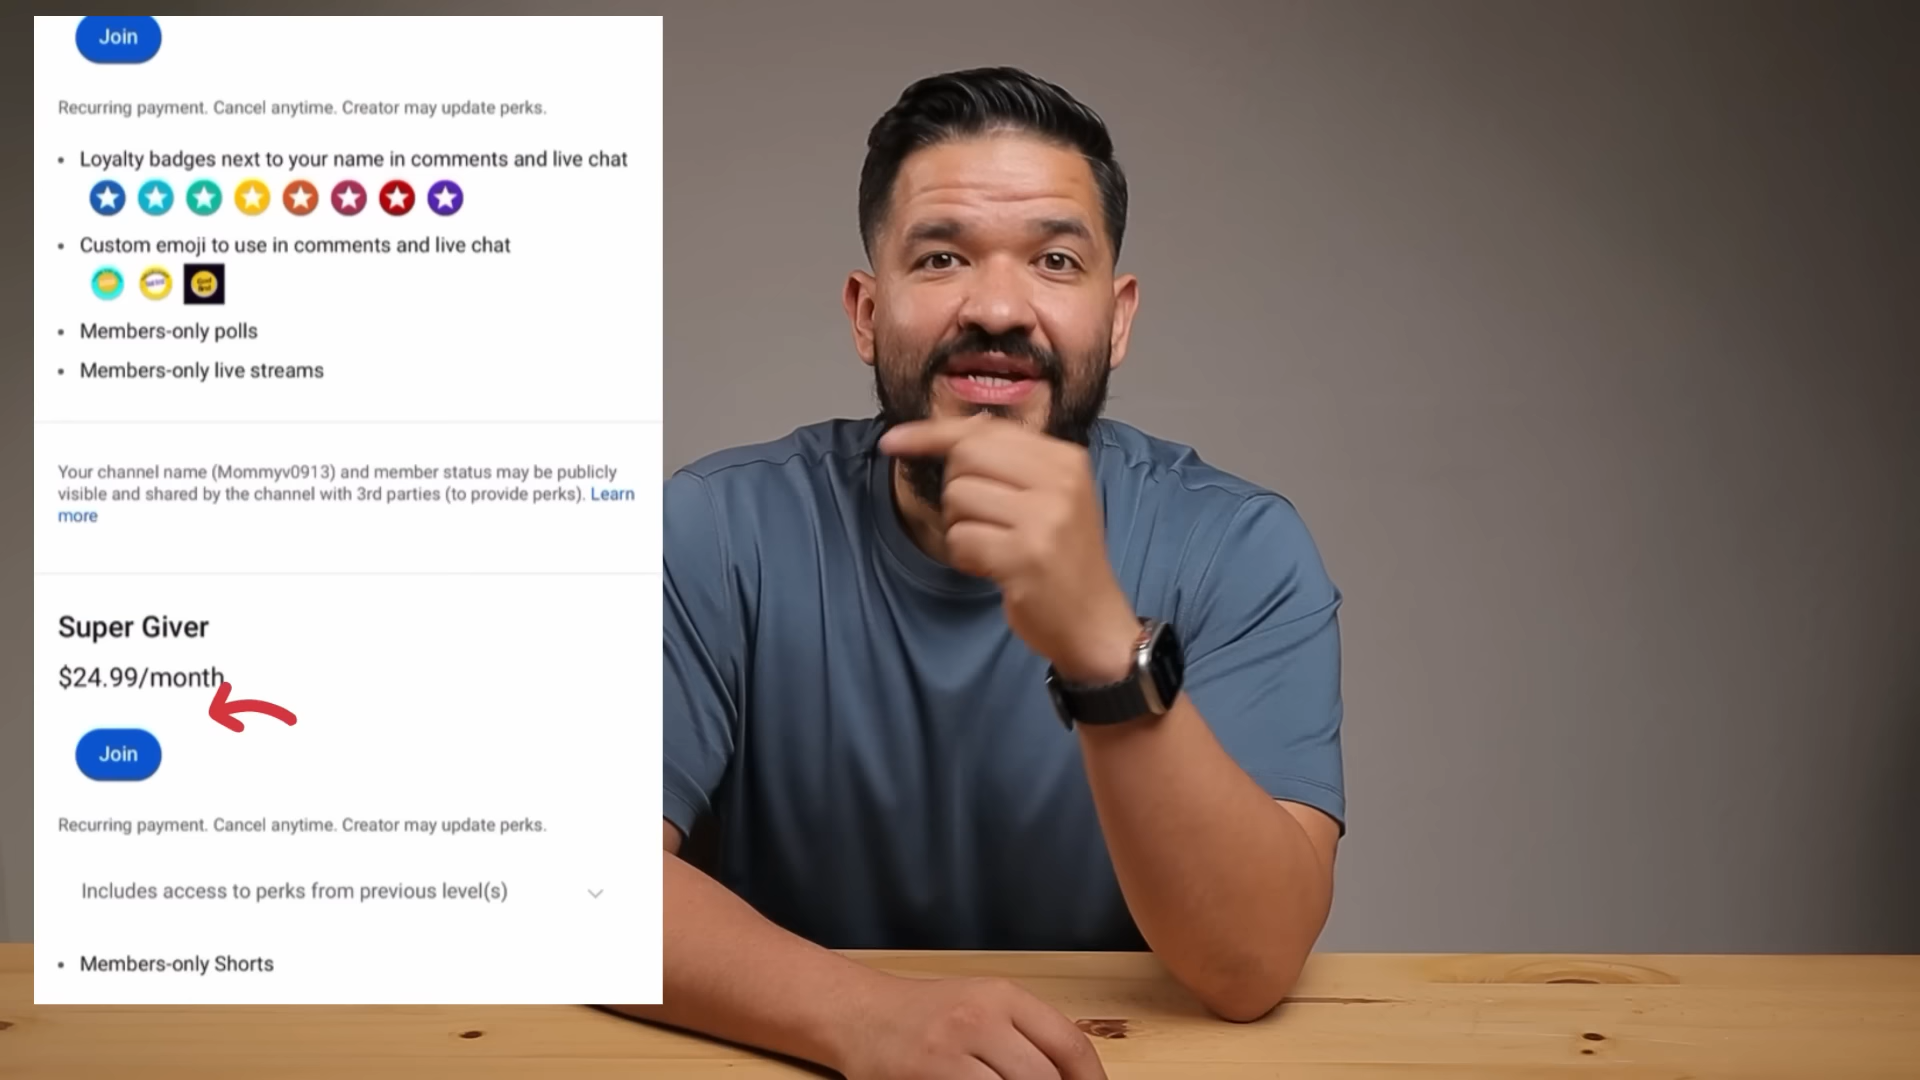 Join
Recurring payment. Cancel anytime. Creator may update perks.
• Loyalty badges next to your name in comments and live chat
• Custom emoji to use in comments and live chat
• Members-only polls
• Members-only live streams
Your channel name (Mommyv0913) and member status may be publicly
visible and shared by the channel with 3rd parties (to provide perks). Learn
more
Super Giver
$24.99/month
Join
Recurring payment. Cancel anytime. Creator may update perks.
Includes access to perks from previous level(s)
• Members-only Shorts